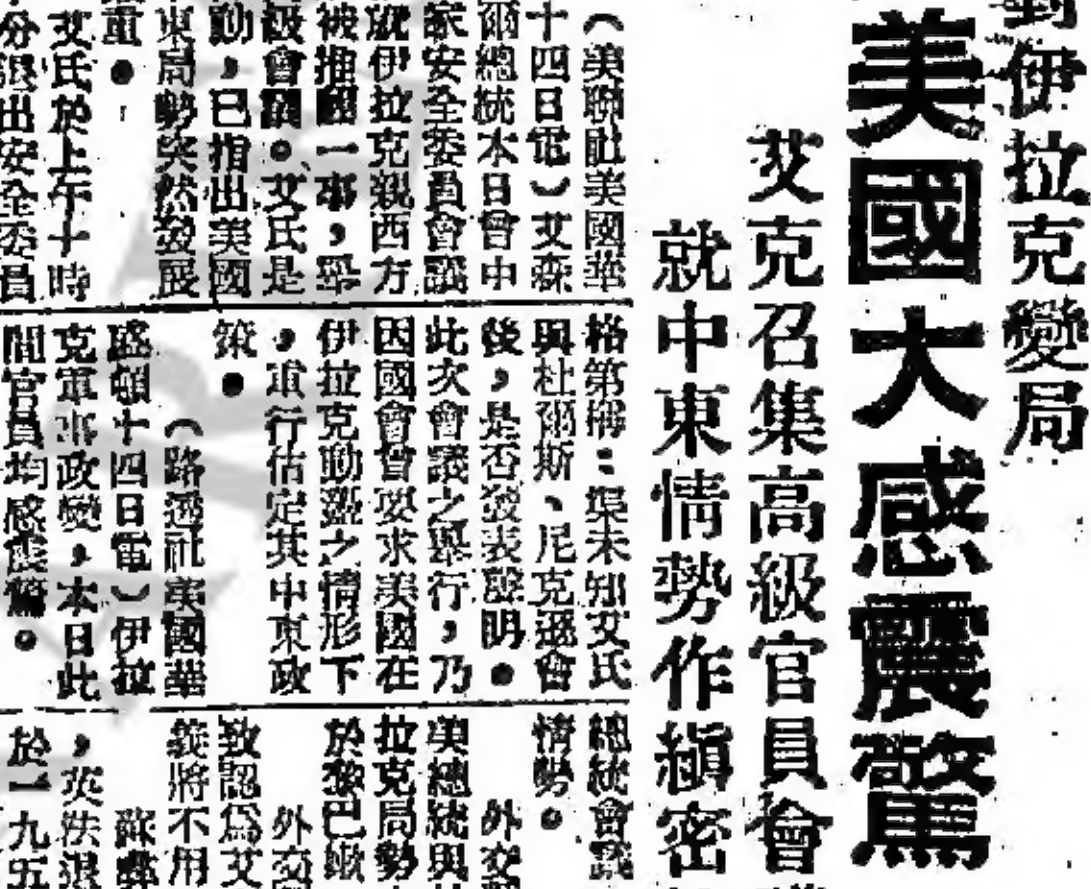 對伊拉克變局
美國大感震驚
艾克召集高級官員會
就中東情勢作縝密
（美聯社美國華
十四日電）艾森
爾總統本日曾中
家安全委員會議
就伊拉克親西方
被推翻一事，舉
級會議。艾氏是
動，已指出美國
東局勢突然發展
重。
艾氏於上午十時
分退出安全委員
格第稱：渠未知艾氏
與杜爾斯、尼克遜會
後，是否發表聲明。
此次會議之舉行，乃
因國會曾要求美國在
伊拉克動盪之情形下
，重行估定其中東政
策。
（路透社美國華
盛頓十四日電）伊拉
克軍事政變，本日此
間官員均感震驚。
總統會議
情勢。
外交
美總統與
拉克局勢
於黎巴嫩
外交
致認為艾
義將不用
蘇
，英法退
於一九五